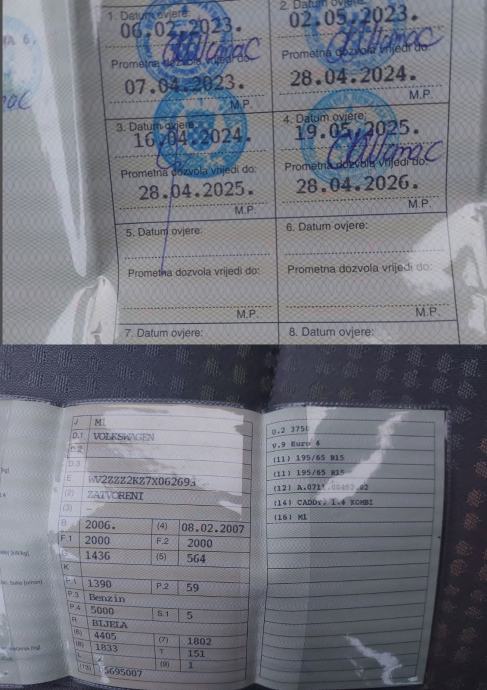 1. Datum ovjere:
06.02.2023.
Prometna dozvola vrijedi do:
07.04.2023.
M.P.
2. Datum ovjere:
02.05.2023.
Prometna dozvola vrijedi do:
28.04.2024.
M.P.
3. Datum ovjere:
16.04.2024.
Prometna dozvola vrijedi do:
28.04.2025.
M.P.
4. Datum ovjere:
19.05.2025.
Prometna dozvola vrijedi do:
28.04.2026.
M.P.
5. Datum ovjere:
Prometna dozvola vrijedi do:
M.P.
6. Datum ovjere:
Prometna dozvola vrijedi do:
M.P.
7. Datum ovjere:
8. Datum ovjere:
J M1
D.1 VOLKSWAGEN
D.2
D.3
E WV2ZZZ2KZ7X06269
(2) ZATVORENI
(3) -
B 2006. (4) 08.02.2007
F.1 2000 F.2 2000
G 1436 (5) 564
K
P.1 1390 P.2 59
P.3 Benzin
P.4 5000 S.1 5
R BIJELA
(6) 4405 (7) 1802
(8) 1833 T 151
L (9) 1
(13) 5695007
U.2 3750
V.9 Euro 4
(11) 195/65 R15
(11) 195/65 R15
(12)
(14) CADDY, 1.4 KOMBI
(16) M1